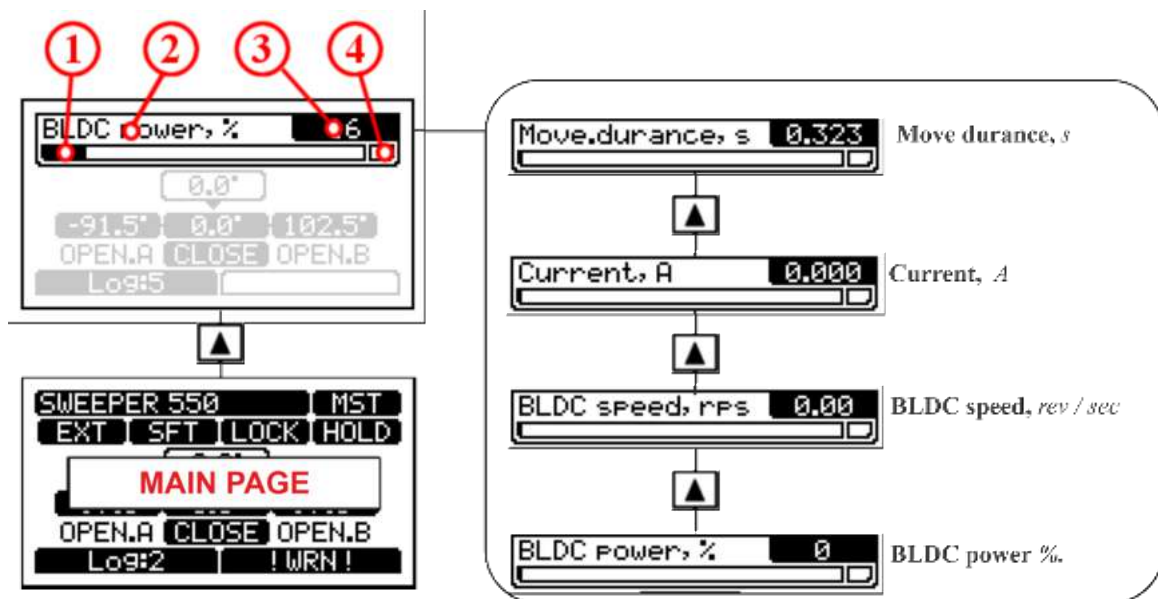 1 2 3 4
BLDC power, % 16
0.0°
-91.5° 0.0° 102.5°
OPEN.A CLOSE OPEN.B
Log:5
▲
SWEEPER 550 MST
EXT SFT LOCK HOLD
MAIN PAGE
OPEN.A CLOSE OPEN.B
Log:2 !WRN!
Move.durance, s 0.323 Move durance, s
▲
Current, A 0.000 Current, A
▲
BLDC speed, rps 0.00 BLDC speed, rev / sec
▲
BLDC power, % 0 BLDC power %.